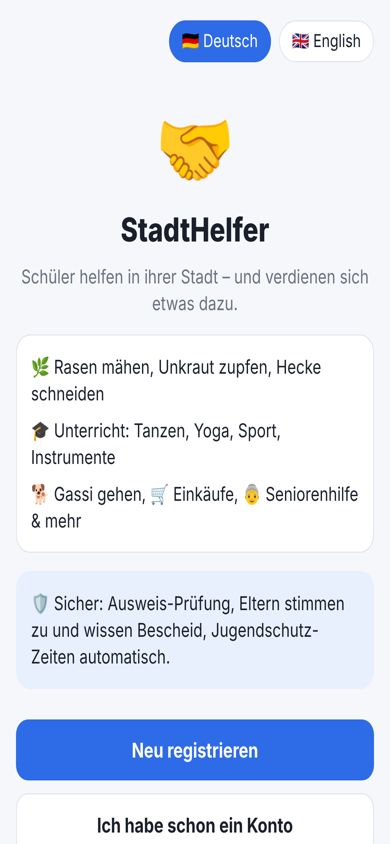 🇩🇪 Deutsch
🇬🇧 English
StadtHelfer
Schüler helfen in ihrer Stadt – und verdienen sich
etwas dazu.
🌿 Rasen mähen, Unkraut zupfen, Hecke
schneiden
🎓 Unterricht: Tanzen, Yoga, Sport,
Instrumente
🐕 Gassi gehen, 🛒 Einkäufe, 👵 Seniorenhilfe
& mehr
🛡️ Sicher: Ausweis-Prüfung, Eltern stimmen
zu und wissen Bescheid, Jugendschutz-
Zeiten automatisch.
Neu registrieren
Ich habe schon ein Konto